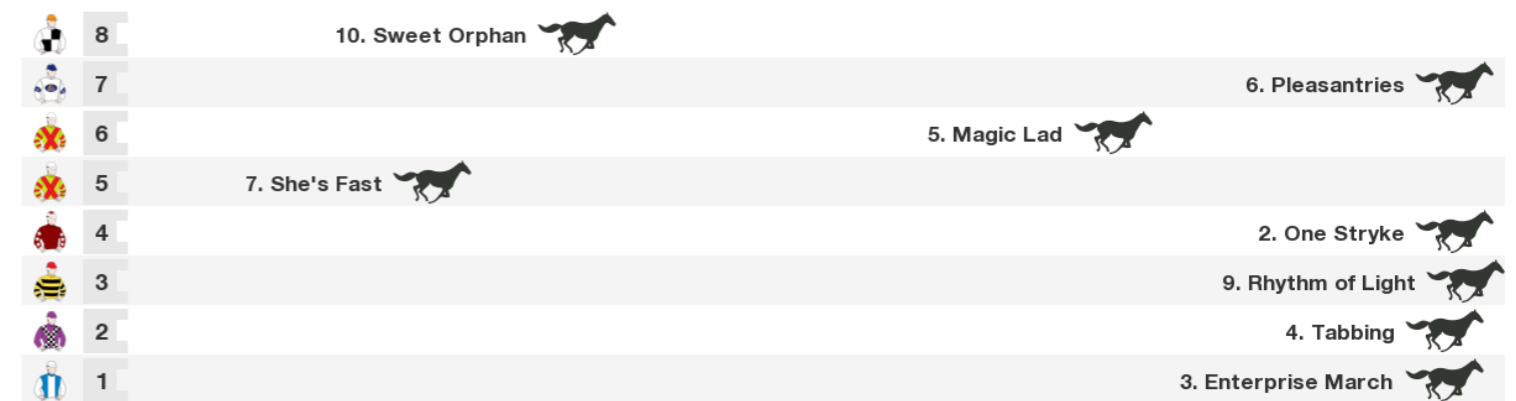 8 10. Sweet Orphan
7 6. Pleasantries
6 5. Magic Lad
5 7. She's Fast
4 2. One Stryke
3 9. Rhythm of Light
2 4. Tabbing
1 3. Enterprise March